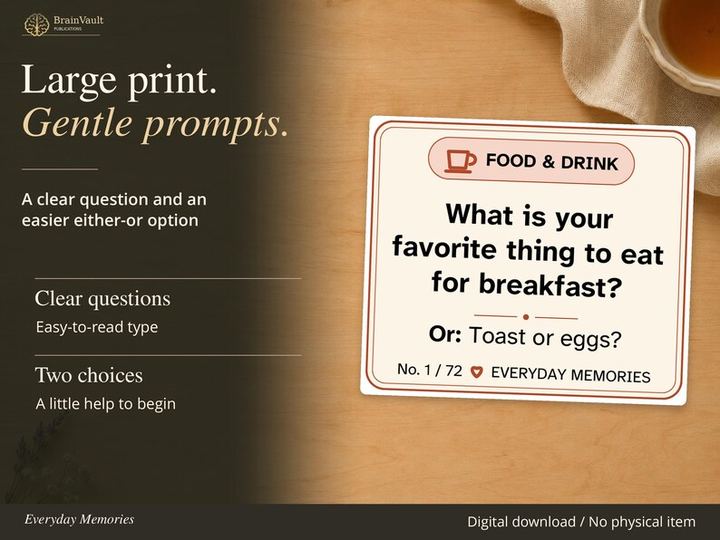 BrainVault
PUBLICATIONS
Large print.
Gentle prompts.
A clear question and an
easier either-or option
Clear questions
Easy-to-read type
Two choices
A little help to begin
FOOD & DRINK
What is your
favorite thing to eat
for breakfast?
Or: Toast or eggs?
No. 1 / 72 EVERYDAY MEMORIES
Everyday Memories
Digital download / No physical item